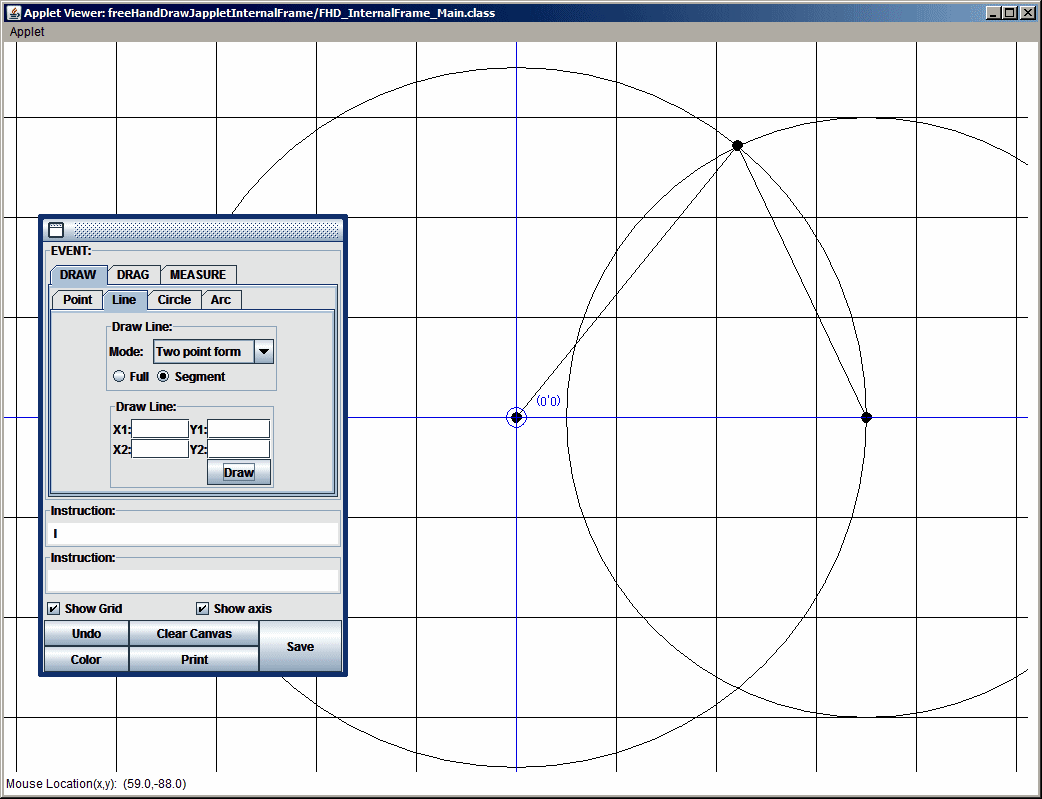 Applet Viewer: freeHandDrawJappletInternalFrame/FHD_InternalFrame_Main.class
Applet
EVENT:
DRAW DRAG MEASURE
Point Line Circle Arc
Draw Line:
Mode: Two point form
Full Segment
(0'0)
Draw Line:
X1: Y1:
X2: Y2:
Draw
Instruction:
I
Instruction:
Show Grid Show axis
Undo Clear Canvas Save
Color Print
Mouse Location(x,y): (59.0,-88.0)